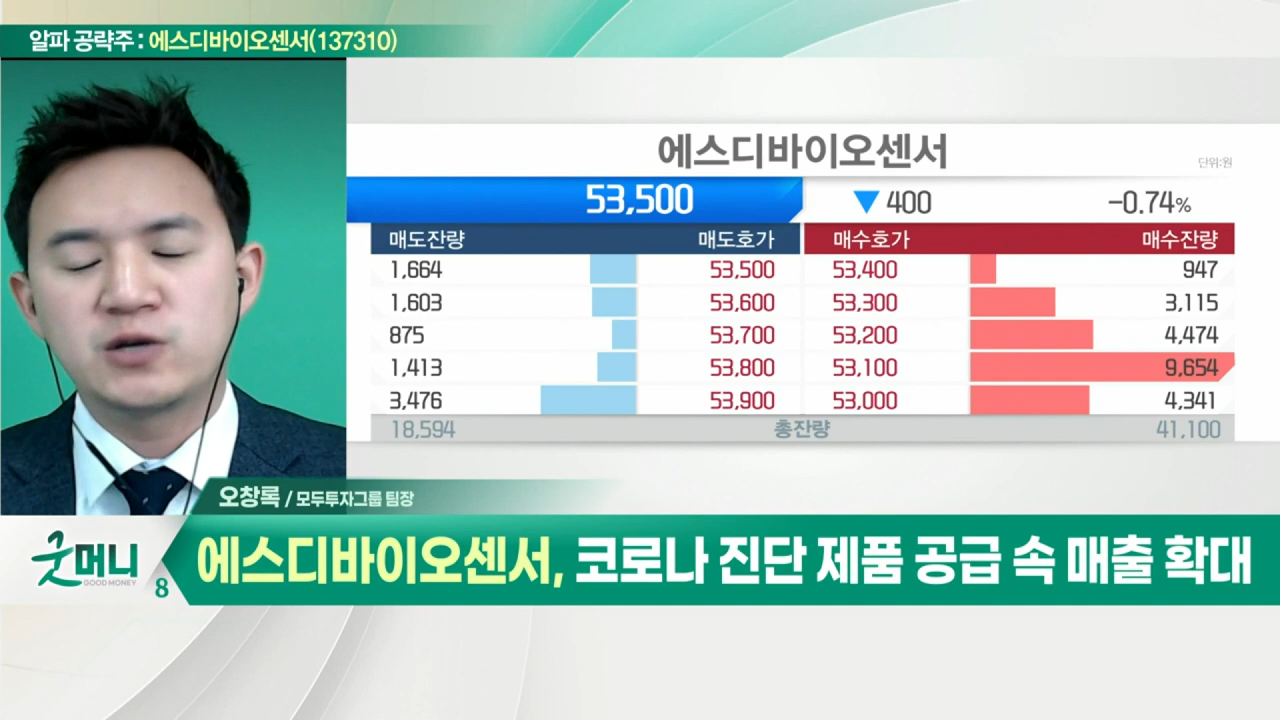 알파 공략주 : 에스디바이오센서(137310)
에스디바이오센서
단위:원
53,500 ▼ 400 -0.74%
매도잔량 매도호가 매수호가 매수잔량
1,664 53,500 53,400 947
1,603 53,600 53,300 3,115
875 53,700 53,200 4,474
1,413 53,800 53,100 9,654
3,476 53,900 53,000 4,341
18,594 총잔량 41,100
오창록 / 모두투자그룹 팀장
굿머니
GOOD MONEY
8
에스디바이오센서, 코로나 진단 제품 공급 속 매출 확대